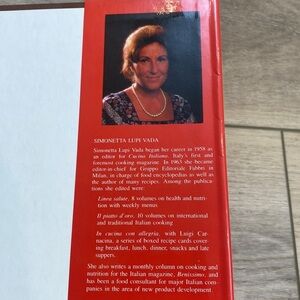 SIMONETTA LUPI VADA
Simonetta Lupi Vada began her career in 1958 as
an editor for Cucina Italiana, Italy's first and
foremost cooking magazine. In 1963 she became
editor-in-chief for Gruppo Editoriale Fabbri in
Milan, in charge of food encyclopedias as well as
the author of many recipes. Among the publica-
tions she edited were:
Linea salute, 8 volumes on health and nutri-
tion with weekly menus
Il piatto d'oro, 10 volumes on international
and traditional Italian cooking
In cucina con allegria, with Luigi Car-
nacina, a series of boxed recipe cards cover-
ing breakfast, lunch, dinner, snacks and late
suppers.
She also writes a monthly column on cooking and
nutrition for the Italian magazine, Benissimo, and
has been a food consultant for major Italian com-
panies in the area of new product development.